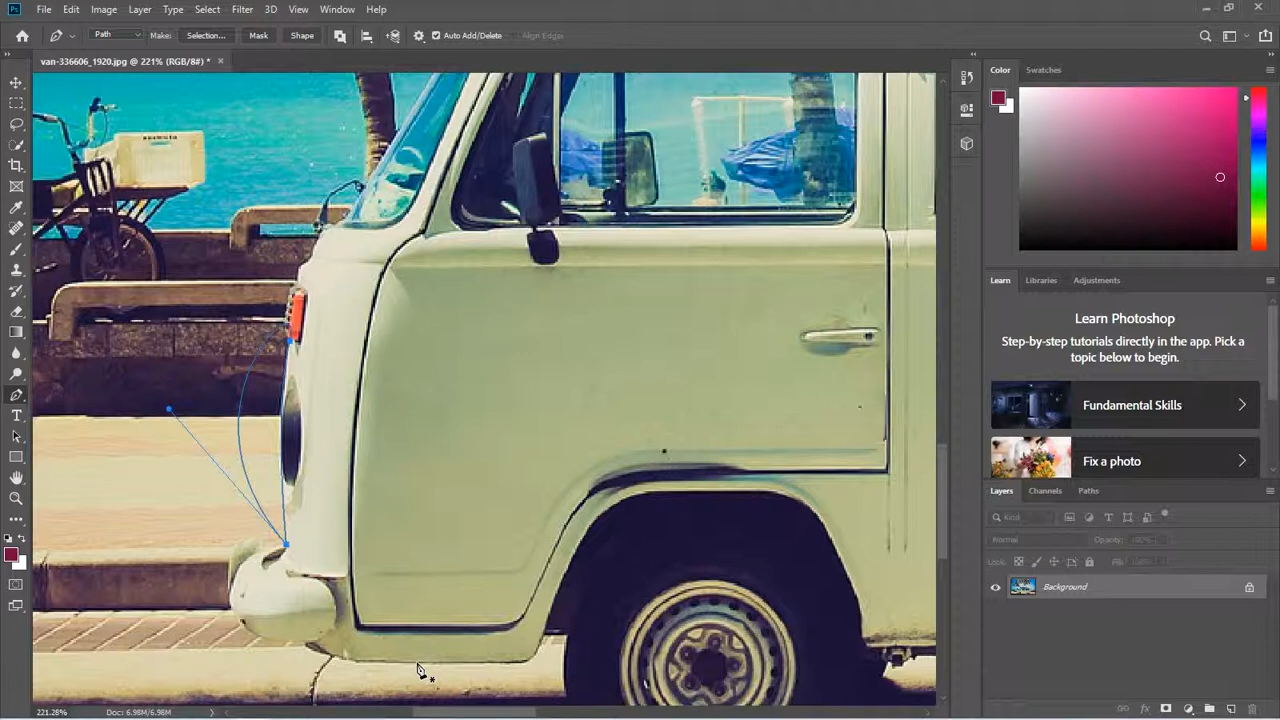 Ps File Edit Image Layer Type Select Filter 3D View Window Help
Path Make: Selection... Mask Shape Auto Add/Delete Align Edges
van-336606_1920.jpg @ 221% (RGB/8#) *
Color Swatches
Learn Libraries Adjustments
Learn Photoshop
Step-by-step tutorials directly in the app. Pick a
topic below to begin.
Fundamental Skills
Fix a photo
Layers Channels Paths
Kind
Normal Opacity: 100%
Lock: Fill:
Background
221.28% Doc: 6.98M/6.98M